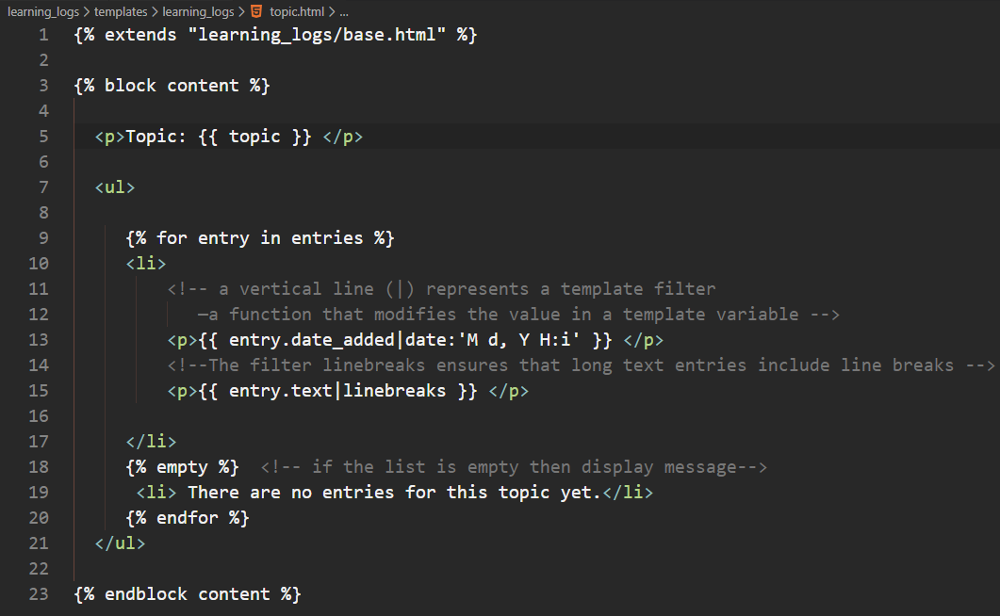 learning_logs > templates > learning_logs > topic.html > ...
1 {% extends "learning_logs/base.html" %}
2
3 {% block content %}
4
5 <p>Topic: {{ topic }} </p>
6
7 <ul>
8
9 {% for entry in entries %}
10 <li>
11 <!-- a vertical line (|) represents a template filter
12 —a function that modifies the value in a template variable -->
13 <p>{{ entry.date_added|date:'M d, Y H:i' }} </p>
14 <!--The filter linebreaks ensures that long text entries include line breaks -->
15 <p>{{ entry.text|linebreaks }} </p>
16
17 </li>
18 {% empty %} <!-- if the list is empty then display message-->
19 <li> There are no entries for this topic yet.</li>
20 {% endfor %}
21 </ul>
22
23 {% endblock content %}